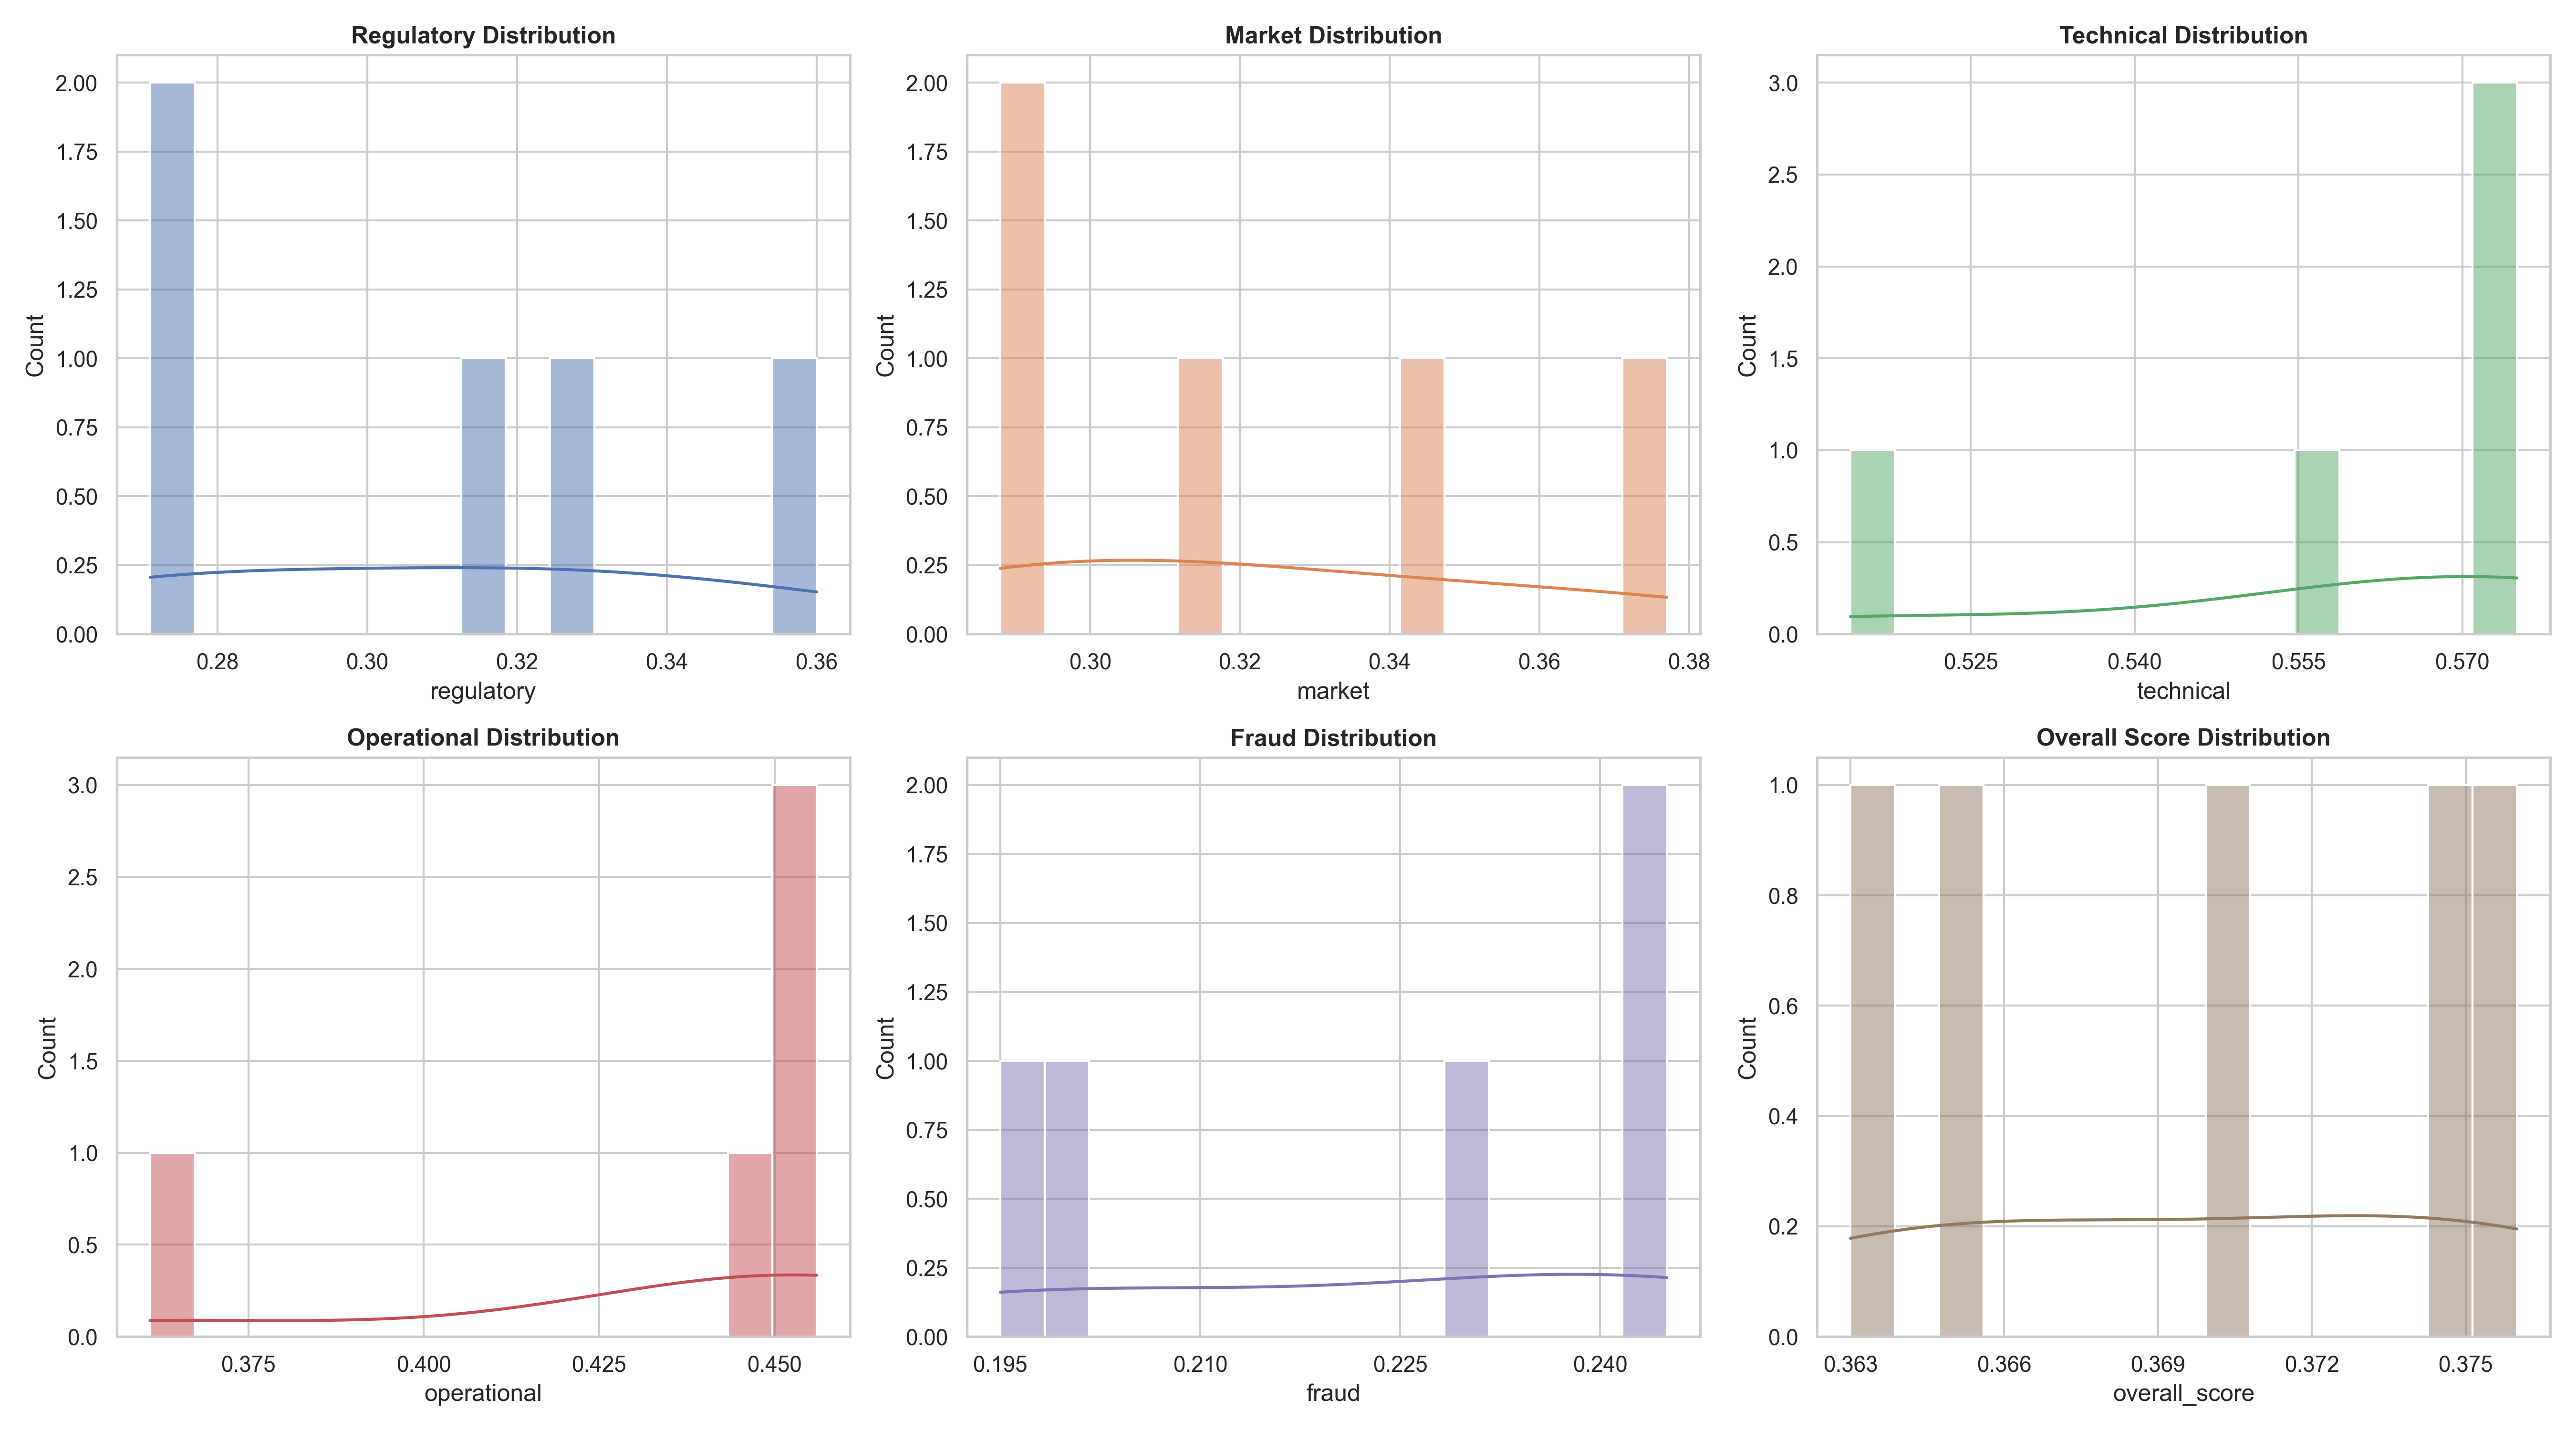 Regulatory Distribution
2.00
1.75
1.50
1.25
1.00
0.75
0.50
0.25
0.00
Count
0.28 0.30 0.32 0.34 0.36
regulatory
Market Distribution
2.00
1.75
1.50
1.25
1.00
0.75
0.50
0.25
0.00
Count
0.30 0.32 0.34 0.36 0.38
market
Technical Distribution
3.0
2.5
2.0
1.5
1.0
0.5
0.0
Count
0.525 0.540 0.555 0.570
technical
Operational Distribution
3.0
2.5
2.0
1.5
1.0
0.5
0.0
Count
0.375 0.400 0.425 0.450
operational
Fraud Distribution
2.00
1.75
1.50
1.25
1.00
0.75
0.50
0.25
0.00
Count
0.195 0.210 0.225 0.240
fraud
Overall Score Distribution
1.0
0.8
0.6
0.4
0.2
0.0
Count
0.363 0.366 0.369 0.372 0.375
overall_score